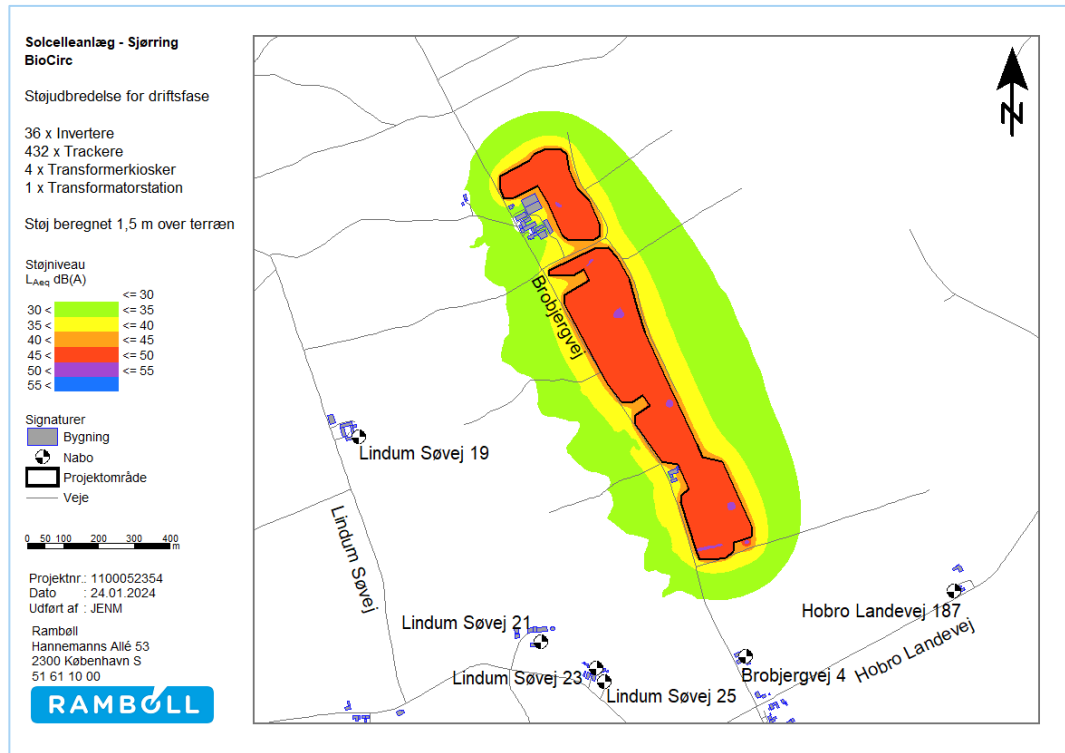 Solcelleanlæg - Sjørring
BioCirc
Støjudbredelse for driftsfase
36 x Invertere
432 x Trackere
4 x Transformerkiosker
1 x Transformatorstation
Støj beregnet 1,5 m over terræn
Støjniveau
LAeq dB(A)
<= 30
30 < <= 35
35 < <= 40
40 < <= 45
45 < <= 50
50 < <= 55
55 <
Signaturer
Bygning
Nabo
Projektområde
Veje
0 50 100 200 300 400
m
Projektnr.: 1100052354
Dato : 24.01.2024
Udført af : JENM
Rambøll
Hannemanns Allé 53
2300 København S
51 61 10 00
RAMBOLL
N
Brobjergvej
Lindum Søvej 19
Lindum Søvej
Lindum Søvej 21
Lindum Søvej 23
Lindum Søvej 25
Brobjergvej 4
Hobro Landevej 187
Hobro Landevej